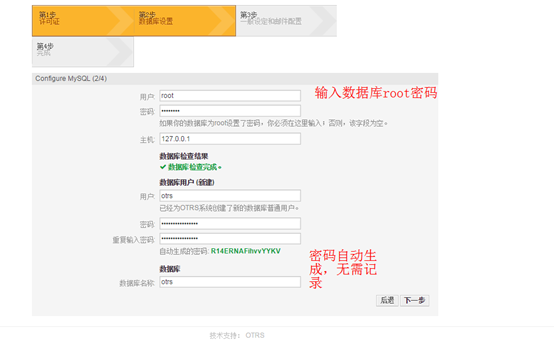 第1步
许可证
第2步
数据库设置
第3步
一般设定和邮件配置
第4步
完成
Configure MySQL (2/4)
用户: root
输入数据库root密码
密码: ••••••••
如果你的数据库为root设置了密码，你必须在这里输入；否则，该字段为空。
主机: 127.0.0.1
数据库检查结果
✔ 数据库检查完成。
数据库用户 (新建)
用户: otrs
已经为OTRS系统创建了新的数据库普通用户。
密码: ••••••••••••••••
重复输入密码: ••••••••••••••••
自动生成的密码: R14ERNAFihvvYYKV
密码自动生
成，无需记
录
数据库
数据库名称: otrs
后退 下一步
技术支持： OTRS